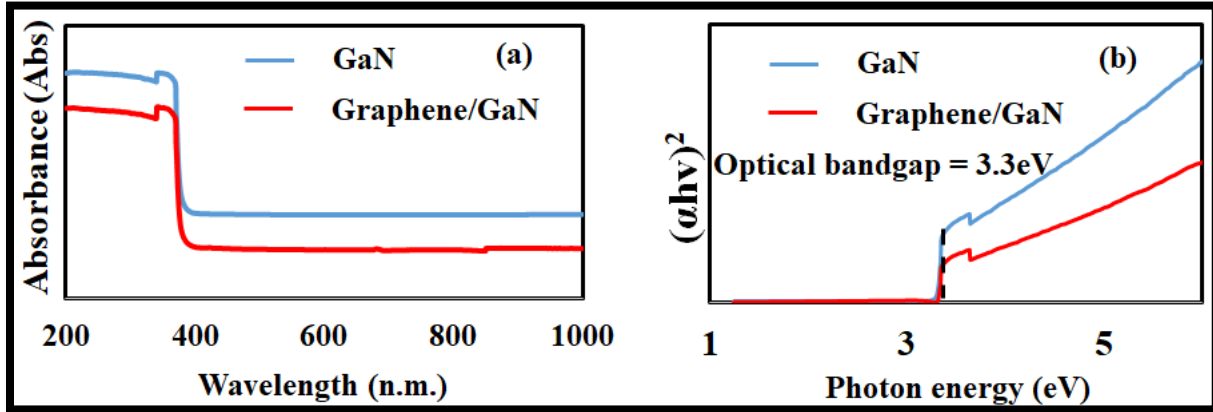 GaN
(a)
Graphene/GaN
Absorbance (Abs)
200 400 600 800 1000
Wavelength (n.m.)
GaN
(b)
Graphene/GaN
Optical bandgap = 3.3eV
(αhv)²
1 3 5
Photon energy (eV)